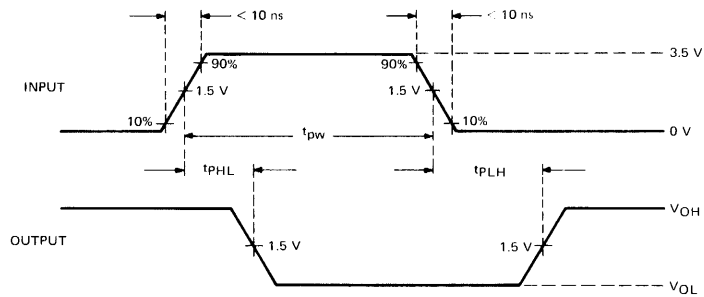 < 10 ns
< 10 ns
3.5 V
90%
90%
INPUT
1.5 V
1.5 V
10%
10%
tpw
0 V
tPHL
tPLH
VOH
OUTPUT
1.5 V
1.5 V
VOL